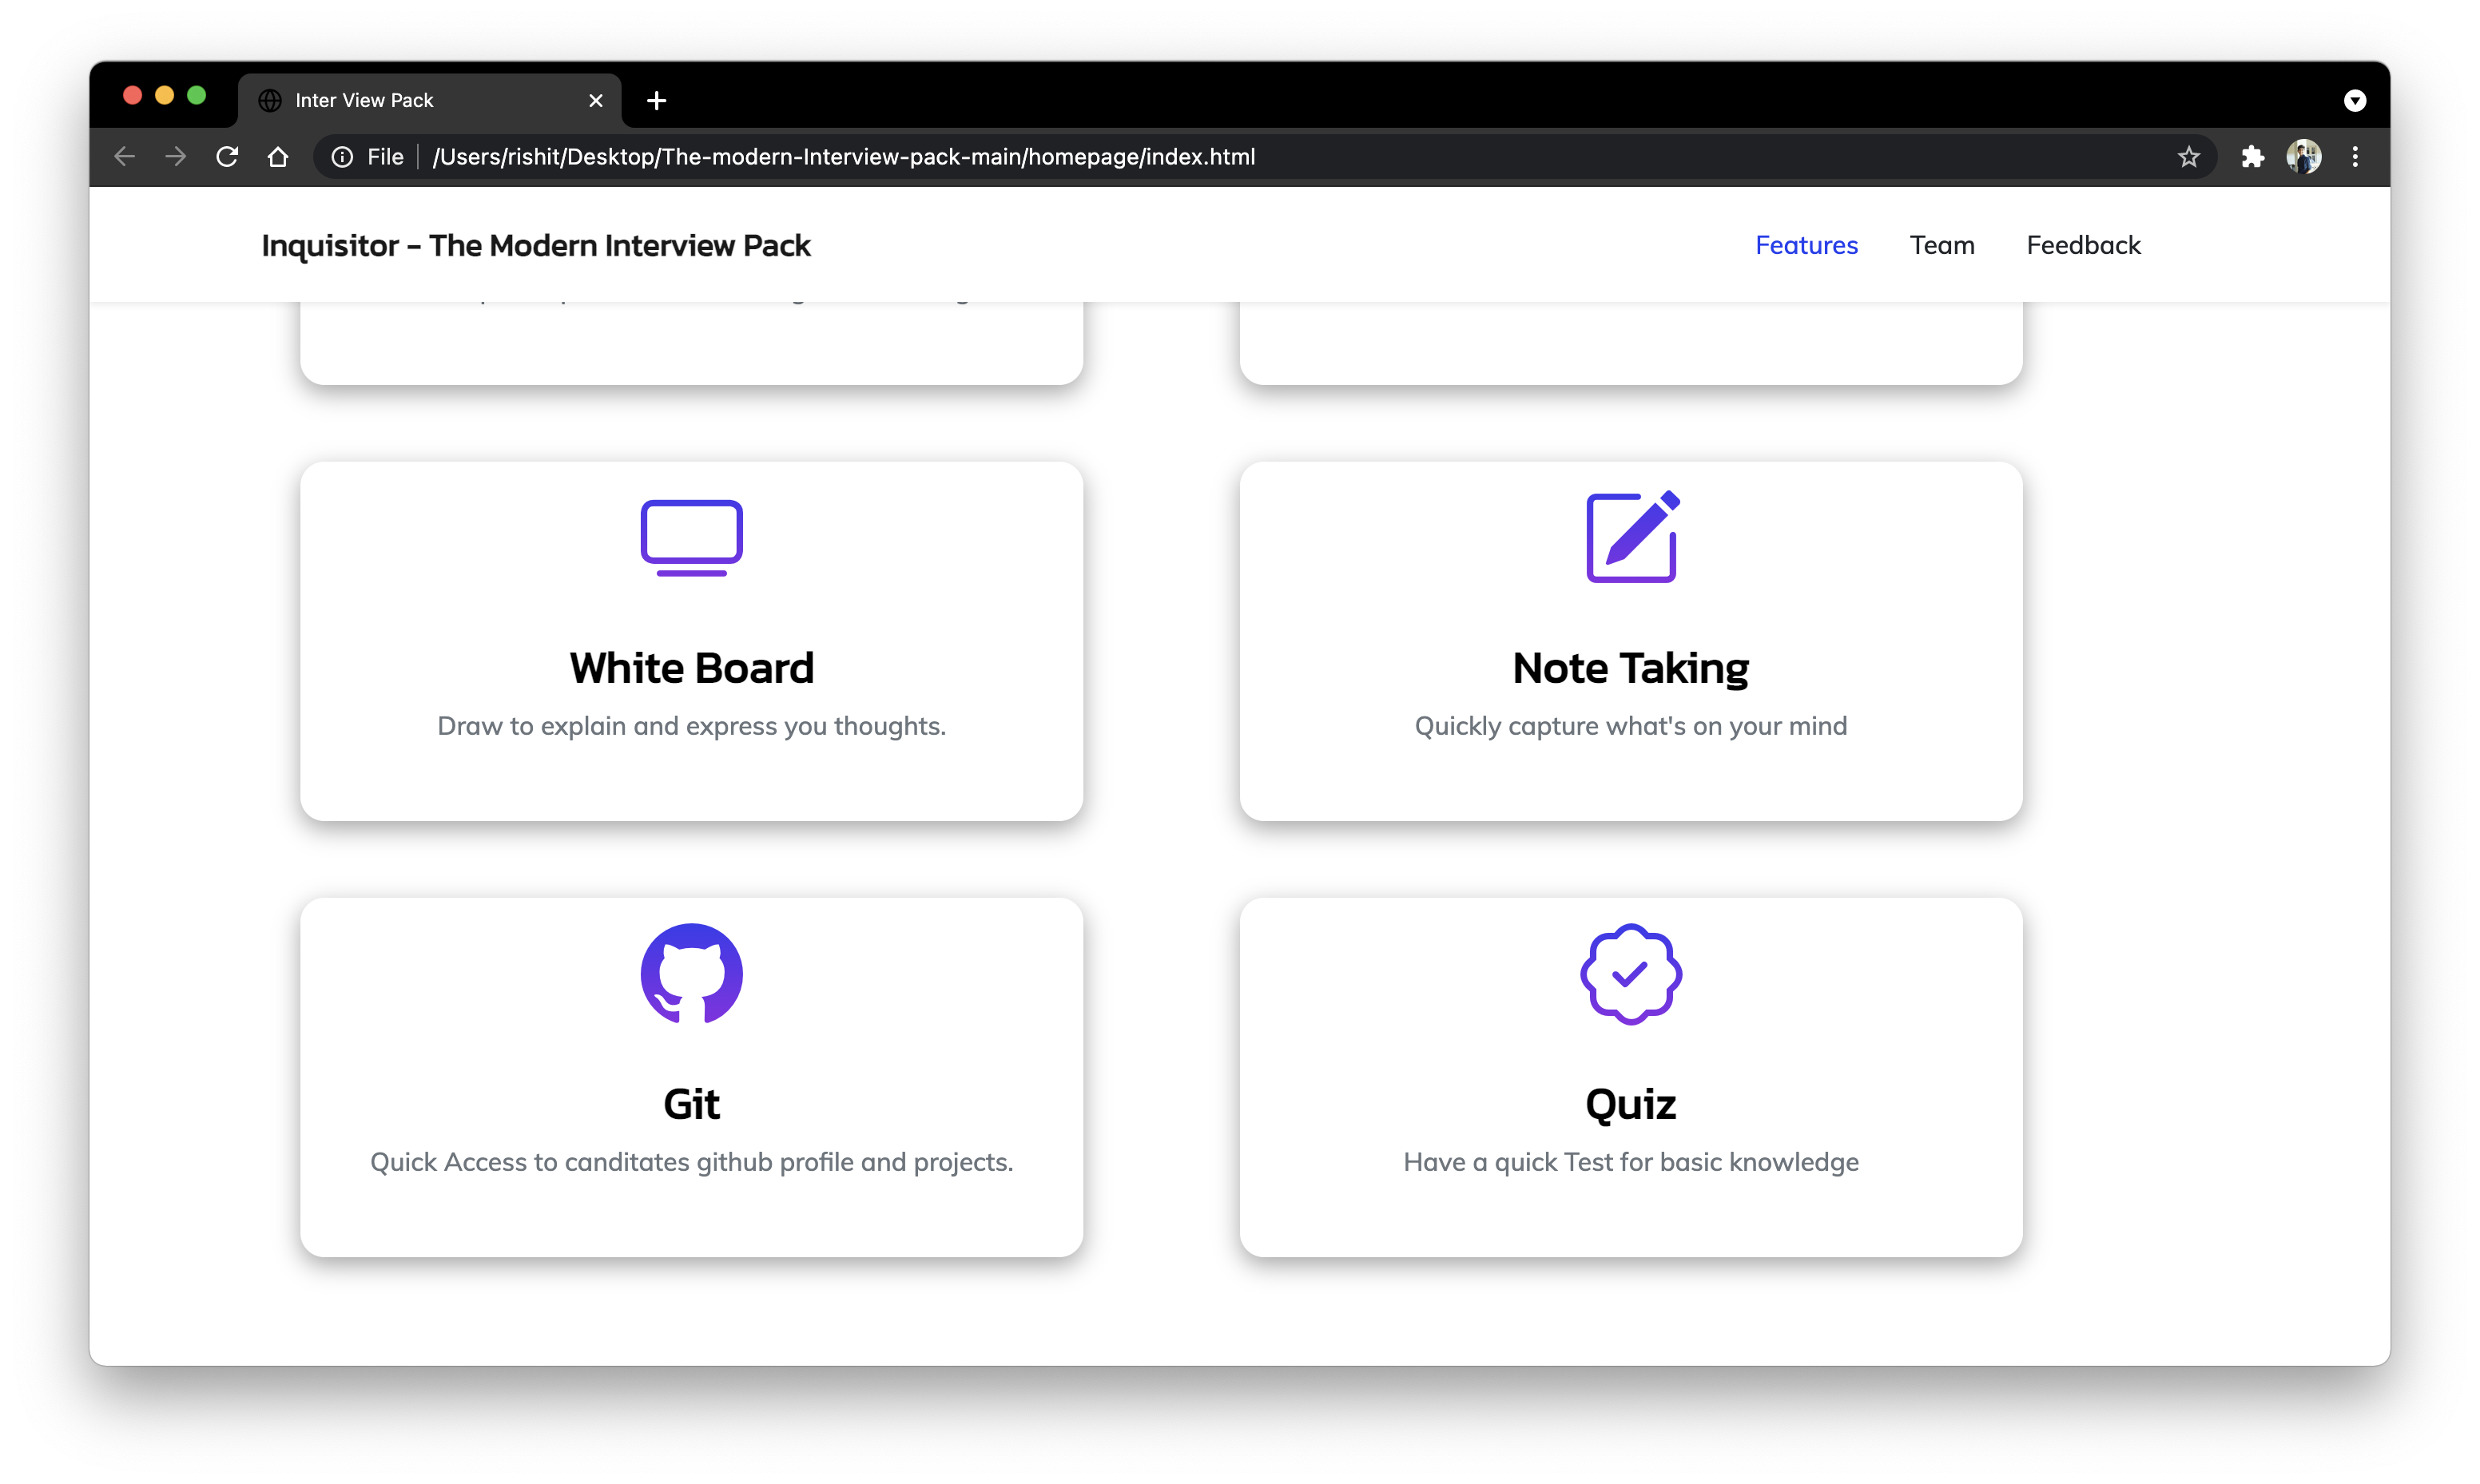 Inter View Pack
File /Users/rishit/Desktop/The-modern-Interview-pack-main/homepage/index.html
Inquisitor - The Modern Interview Pack Features Team Feedback
White Board
Draw to explain and express you thoughts.
Note Taking
Quickly capture what's on your mind
Git
Quick Access to canditates github profile and projects.
Quiz
Have a quick Test for basic knowledge